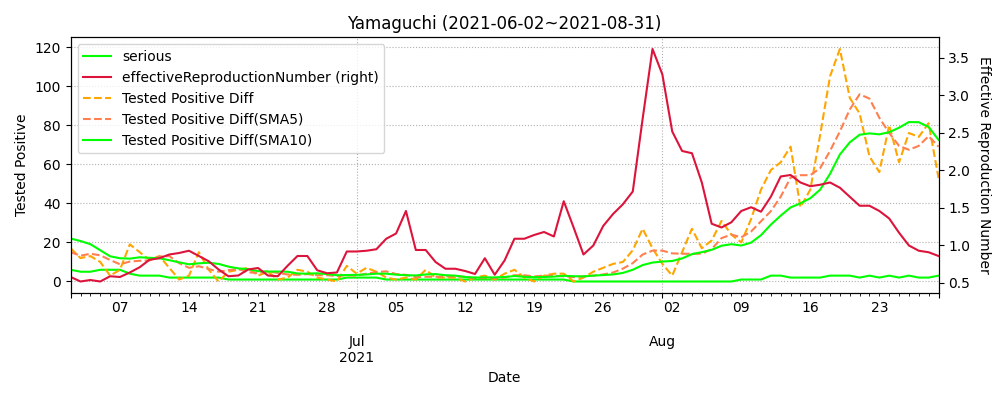 Yamaguchi (2021-06-02~2021-08-31)
serious
effectiveReproductionNumber (right)
Tested Positive Diff
Tested Positive Diff(SMA5)
Tested Positive Diff(SMA10)
Tested Positive
120
100
80
60
40
20
0
Effective Reproduction Number
3.5
3.0
2.5
2.0
1.5
1.0
0.5
07 14 21 28 05 12 19 26 02 09 16 23
Jul Aug
2021
Date